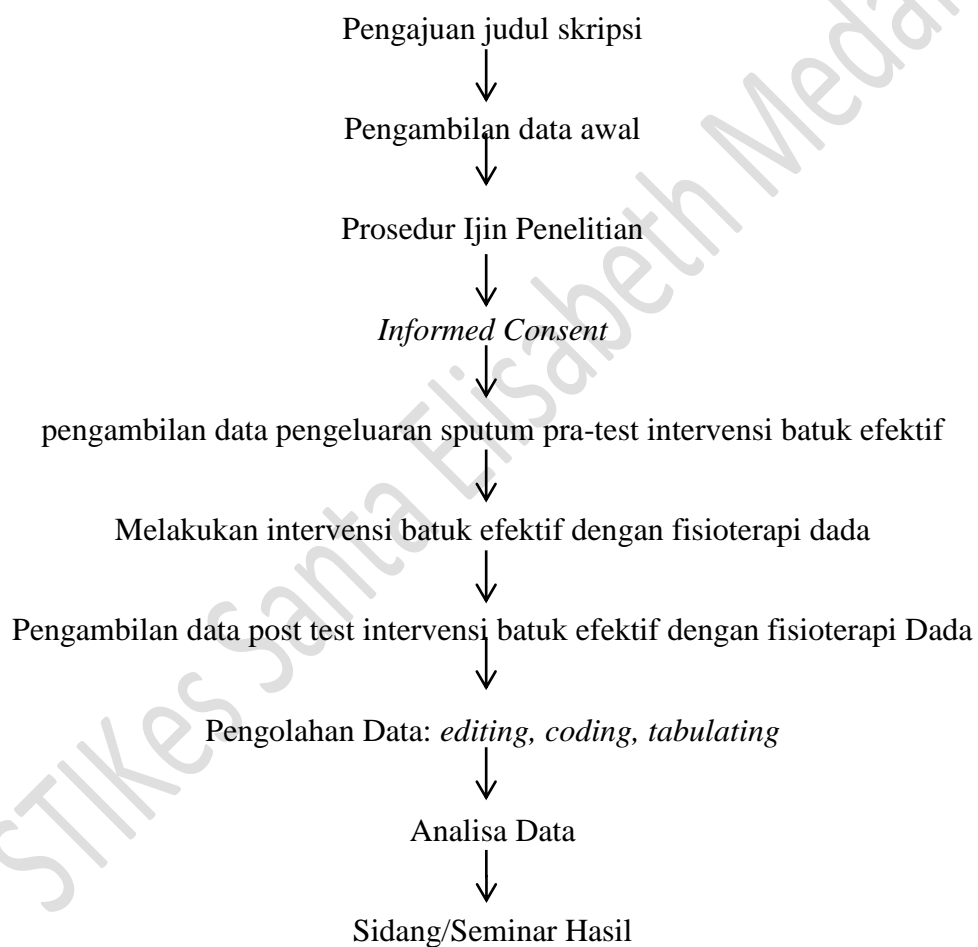 Pengajuan judul skripsi
Pengambilan data awal
Prosedur Ijin Penelitian
Informed Consent
pengambilan data pengeluaran sputum pra-test intervensi batuk efektif
Melakukan intervensi batuk efektif dengan fisioterapi dada
Pengambilan data post test intervensi batuk efektif dengan fisioterapi Dada
Pengolahan Data: editing, coding, tabulating
Analisa Data
Sidang/Seminar Hasil
STIKes Santa Elisabeth Medan